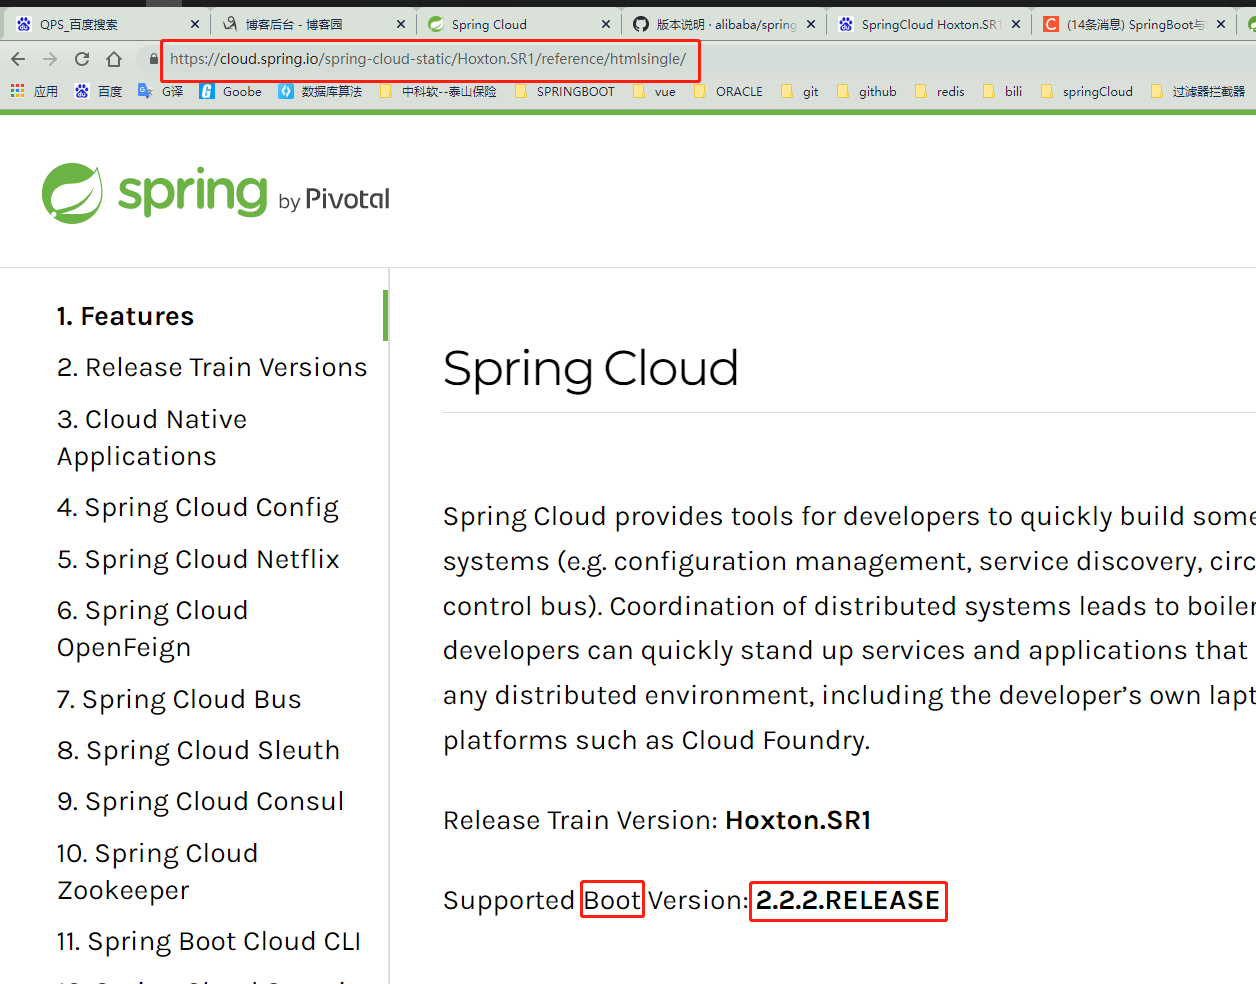 QPS_百度搜索
博客后台 - 博客园
Spring Cloud
版本说明 · alibaba/spring
SpringCloud Hoxton.SR1
(14条消息) SpringBoot与
https://cloud.spring.io/spring-cloud-static/Hoxton.SR1/reference/htmlsingle/
应用
百度
G译
Goobe
数据库算法
中科软--泰山保险
SPRINGBOOT
vue
ORACLE
git
github
redis
bili
springCloud
过滤器拦截器
spring by Pivotal
1. Features
2. Release Train Versions
3. Cloud Native
Applications
4. Spring Cloud Config
5. Spring Cloud Netflix
6. Spring Cloud
OpenFeign
7. Spring Cloud Bus
8. Spring Cloud Sleuth
9. Spring Cloud Consul
10. Spring Cloud
Zookeeper
11. Spring Boot Cloud CLI
Spring Cloud
Spring Cloud provides tools for developers to quickly build some
systems (e.g. configuration management, service discovery, circ
control bus). Coordination of distributed systems leads to boiler
developers can quickly stand up services and applications that
any distributed environment, including the developer’s own lapt
platforms such as Cloud Foundry.
Release Train Version: Hoxton.SR1
Supported Boot Version: 2.2.2.RELEASE